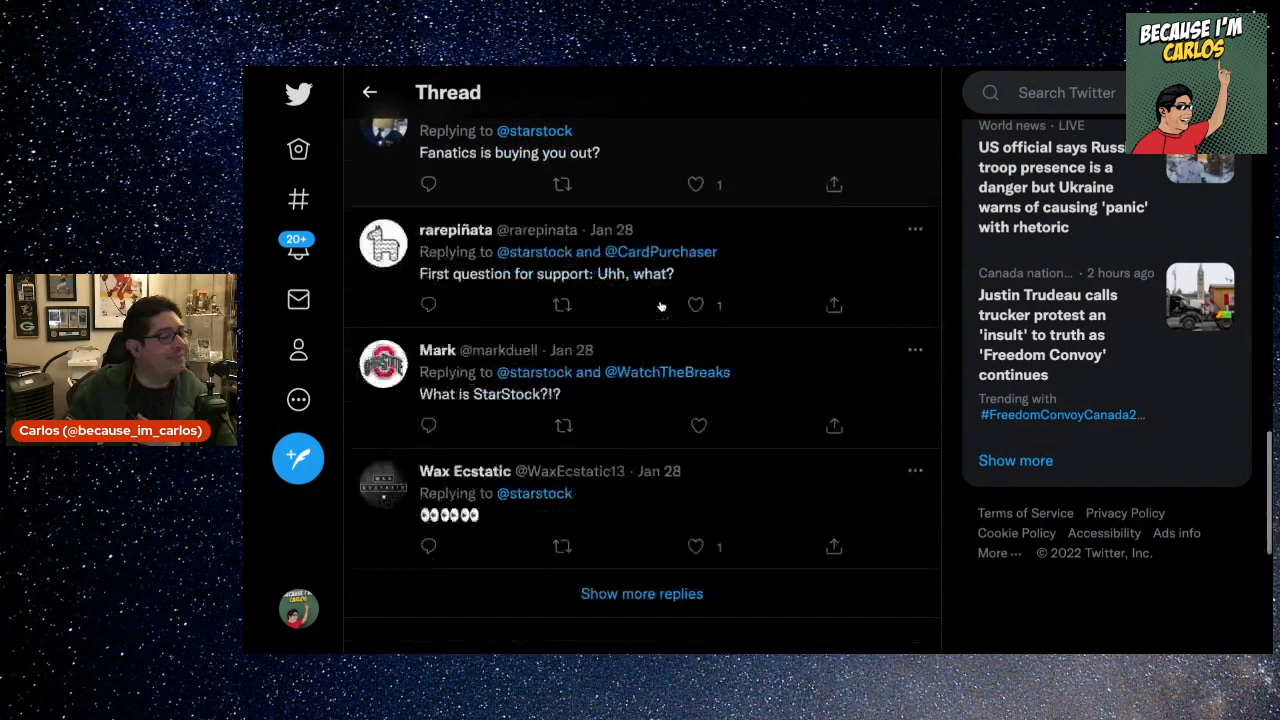 BECAUSE I'M
CARLOS
Thread
Search Twitter
Replying to @starstock
Fanatics is buying you out?
1
rarepiñata @rarepinata · Jan 28
Replying to @starstock and @CardPurchaser
First question for support: Uhh, what?
1
Mark @markduell · Jan 28
Replying to @starstock and @WatchTheBreaks
What is StarStock?!?
Wax Ecstatic @WaxEcstatic13 · Jan 28
Replying to @starstock
👀👀👀
1
Show more replies
20+
World news · LIVE
US official says
troop presence is a
danger but Ukraine
warns of causing 'panic'
with rhetoric
Canada nation... · 2 hours ago
Justin Trudeau calls
trucker protest an
'insult' to truth as
'Freedom Convoy'
continues
Trending with
#FreedomConvoyCanada2...
Show more
Terms of Service Privacy Policy
Cookie Policy Accessibility Ads info
More ··· © 2022 Twitter, Inc.
Carlos (@because_im_carlos)